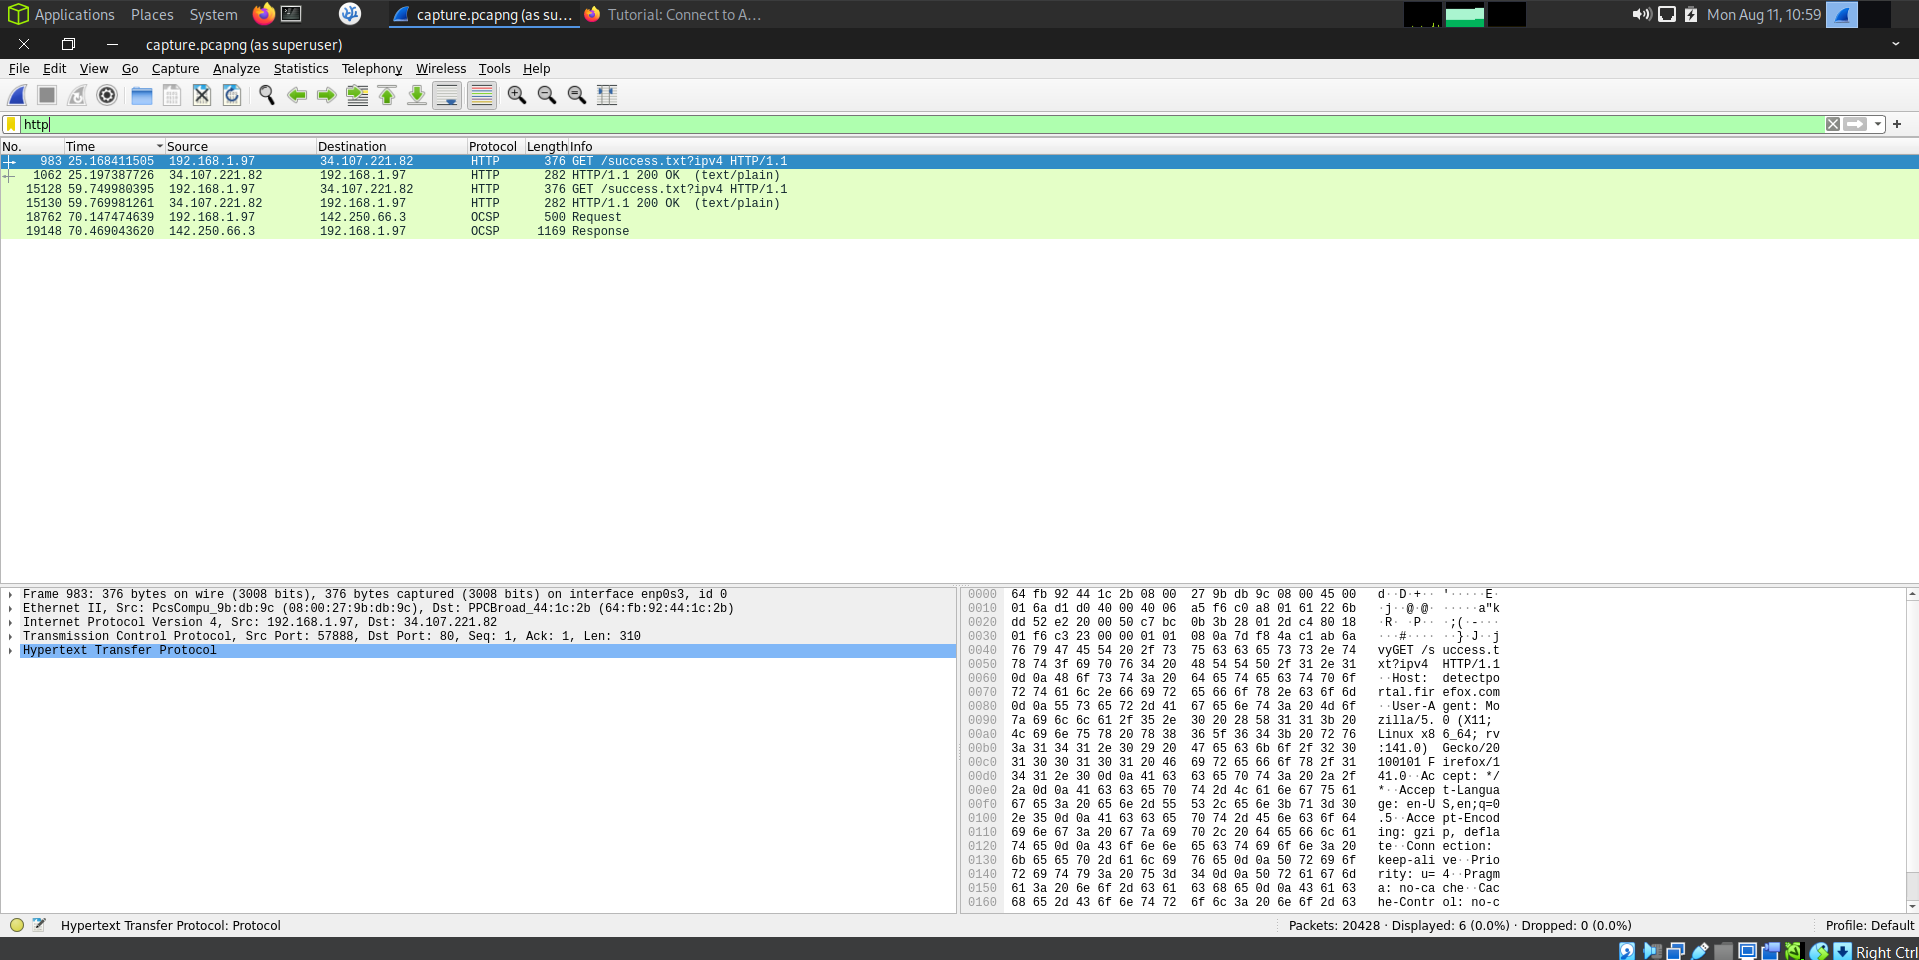 Applications Places System capture.pcapng (as su... Tutorial: Connect to A... Mon Aug 11, 10:59
capture.pcapng (as superuser)
File Edit View Go Capture Analyze Statistics Telephony Wireless Tools Help
http
No. Time Source Destination Protocol Length Info
983 25.168411505 192.168.1.97 34.107.221.82 HTTP 376 GET /success.txt?ipv4 HTTP/1.1
1062 25.197387726 34.107.221.82 192.168.1.97 HTTP 282 HTTP/1.1 200 OK  (text/plain)
15128 59.749980395 192.168.1.97 34.107.221.82 HTTP 376 GET /success.txt?ipv4 HTTP/1.1
15130 59.769981261 34.107.221.82 192.168.1.97 HTTP 282 HTTP/1.1 200 OK  (text/plain)
18762 70.147474639 192.168.1.97 142.250.66.3 OCSP 500 Request
19148 70.469043620 142.250.66.3 192.168.1.97 OCSP 1169 Response
Frame 983: 376 bytes on wire (3008 bits), 376 bytes captured (3008 bits) on interface enp0s3, id 0
Ethernet II, Src: PcsCompu_9b:db:9c (08:00:27:9b:db:9c), Dst: PPCBroad_44:1c:2b (64:fb:92:44:1c:2b)
Internet Protocol Version 4, Src: 192.168.1.97, Dst: 34.107.221.82
Transmission Control Protocol, Src Port: 57888, Dst Port: 80, Seq: 1, Ack: 1, Len: 310
Hypertext Transfer Protocol
0000 64 fb 92 44 1c 2b 08 00 27 9b db 9c 08 00 45 00 d··D·+·· '·····E·
0010 01 6a d1 d0 40 00 40 06 a5 f6 c0 a8 01 61 22 6b ·j··@·@· ·····a"k
0020 dd 52 e2 20 00 50 c7 bc 0b 3b 28 01 2d c4 80 18 ·R· ·P·· ·;(·-···
0030 01 f6 c3 23 00 00 01 01 08 0a 7d f8 4a c1 ab 6a ···#···· ··}·J··j
0040 76 79 47 45 54 20 2f 73 75 63 63 65 73 73 2e 74 vyGET /s uccess.t
0050 78 74 3f 69 70 76 34 20 48 54 54 50 2f 31 2e 31 xt?ipv4 HTTP/1.1
0060 0d 0a 48 6f 73 74 3a 20 64 65 74 65 63 74 70 6f ··Host: detectpo
0070 72 74 61 6c 2e 66 69 72 65 66 6f 78 2e 63 6f 6d rtal.fir efox.com
0080 0d 0a 55 73 65 72 2d 41 67 65 6e 74 3a 20 4d 6f ··User-A gent: Mo
0090 7a 69 6c 6c 61 2f 35 2e 30 20 28 58 31 31 3b 20 zilla/5. 0 (X11;
00a0 4c 69 6e 75 78 20 78 38 36 5f 36 34 3b 20 72 76 Linux x8 6_64; rv
00b0 3a 31 34 31 2e 30 29 20 47 65 63 6b 6f 2f 32 30 :141.0) Gecko/20
00c0 31 30 30 31 30 31 20 46 69 72 65 66 6f 78 2f 31 100101 F irefox/1
00d0 34 31 2e 30 0d 0a 41 63 63 65 70 74 3a 20 2a 2f 41.0··Ac cept: */
00e0 2a 0d 0a 41 63 63 65 70 74 2d 4c 61 6e 67 75 61 *··Accep t-Langua
00f0 67 65 3a 20 65 6e 2d 55 53 2c 65 6e 3b 71 3d 30 ge: en-U S,en;q=0
0100 2e 35 0d 0a 41 63 63 65 70 74 2d 45 6e 63 6f 64 .5··Acce pt-Encod
0110 69 6e 67 3a 20 67 7a 69 70 2c 20 64 65 66 6c 61 ing: gzi p, defla
0120 74 65 0d 0a 43 6f 6e 6e 65 63 74 69 6f 6e 3a 20 te··Conn ection:
0130 6b 65 65 70 2d 61 6c 69 76 65 0d 0a 50 72 69 6f keep-ali ve··Prio
0140 72 69 74 79 3a 20 75 3d 34 0d 0a 50 72 61 67 6d rity: u= 4··Pragm
0150 61 3a 20 6e 6f 2d 63 61 63 68 65 0d 0a 43 61 63 a: no-ca che··Cac
0160 68 65 2d 43 6f 6e 74 72 6f 6c 3a 20 6e 6f 2d 63 he-Contr ol: no-c
Hypertext Transfer Protocol: Protocol Packets: 20428 · Displayed: 6 (0.0%) · Dropped: 0 (0.0%) Profile: Default
Right Ctrl